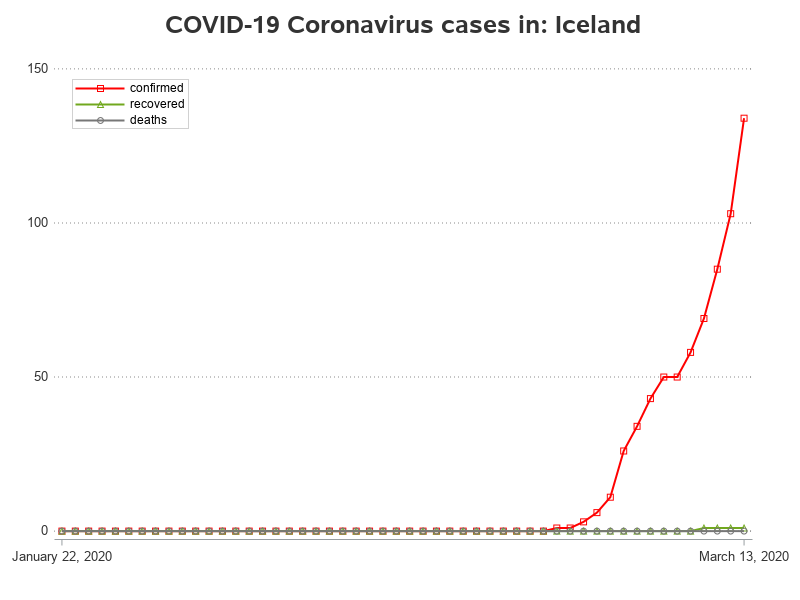 COVID-19 Coronavirus cases in: Iceland
150
confirmed
recovered
deaths
100
50
0
January 22, 2020 March 13, 2020